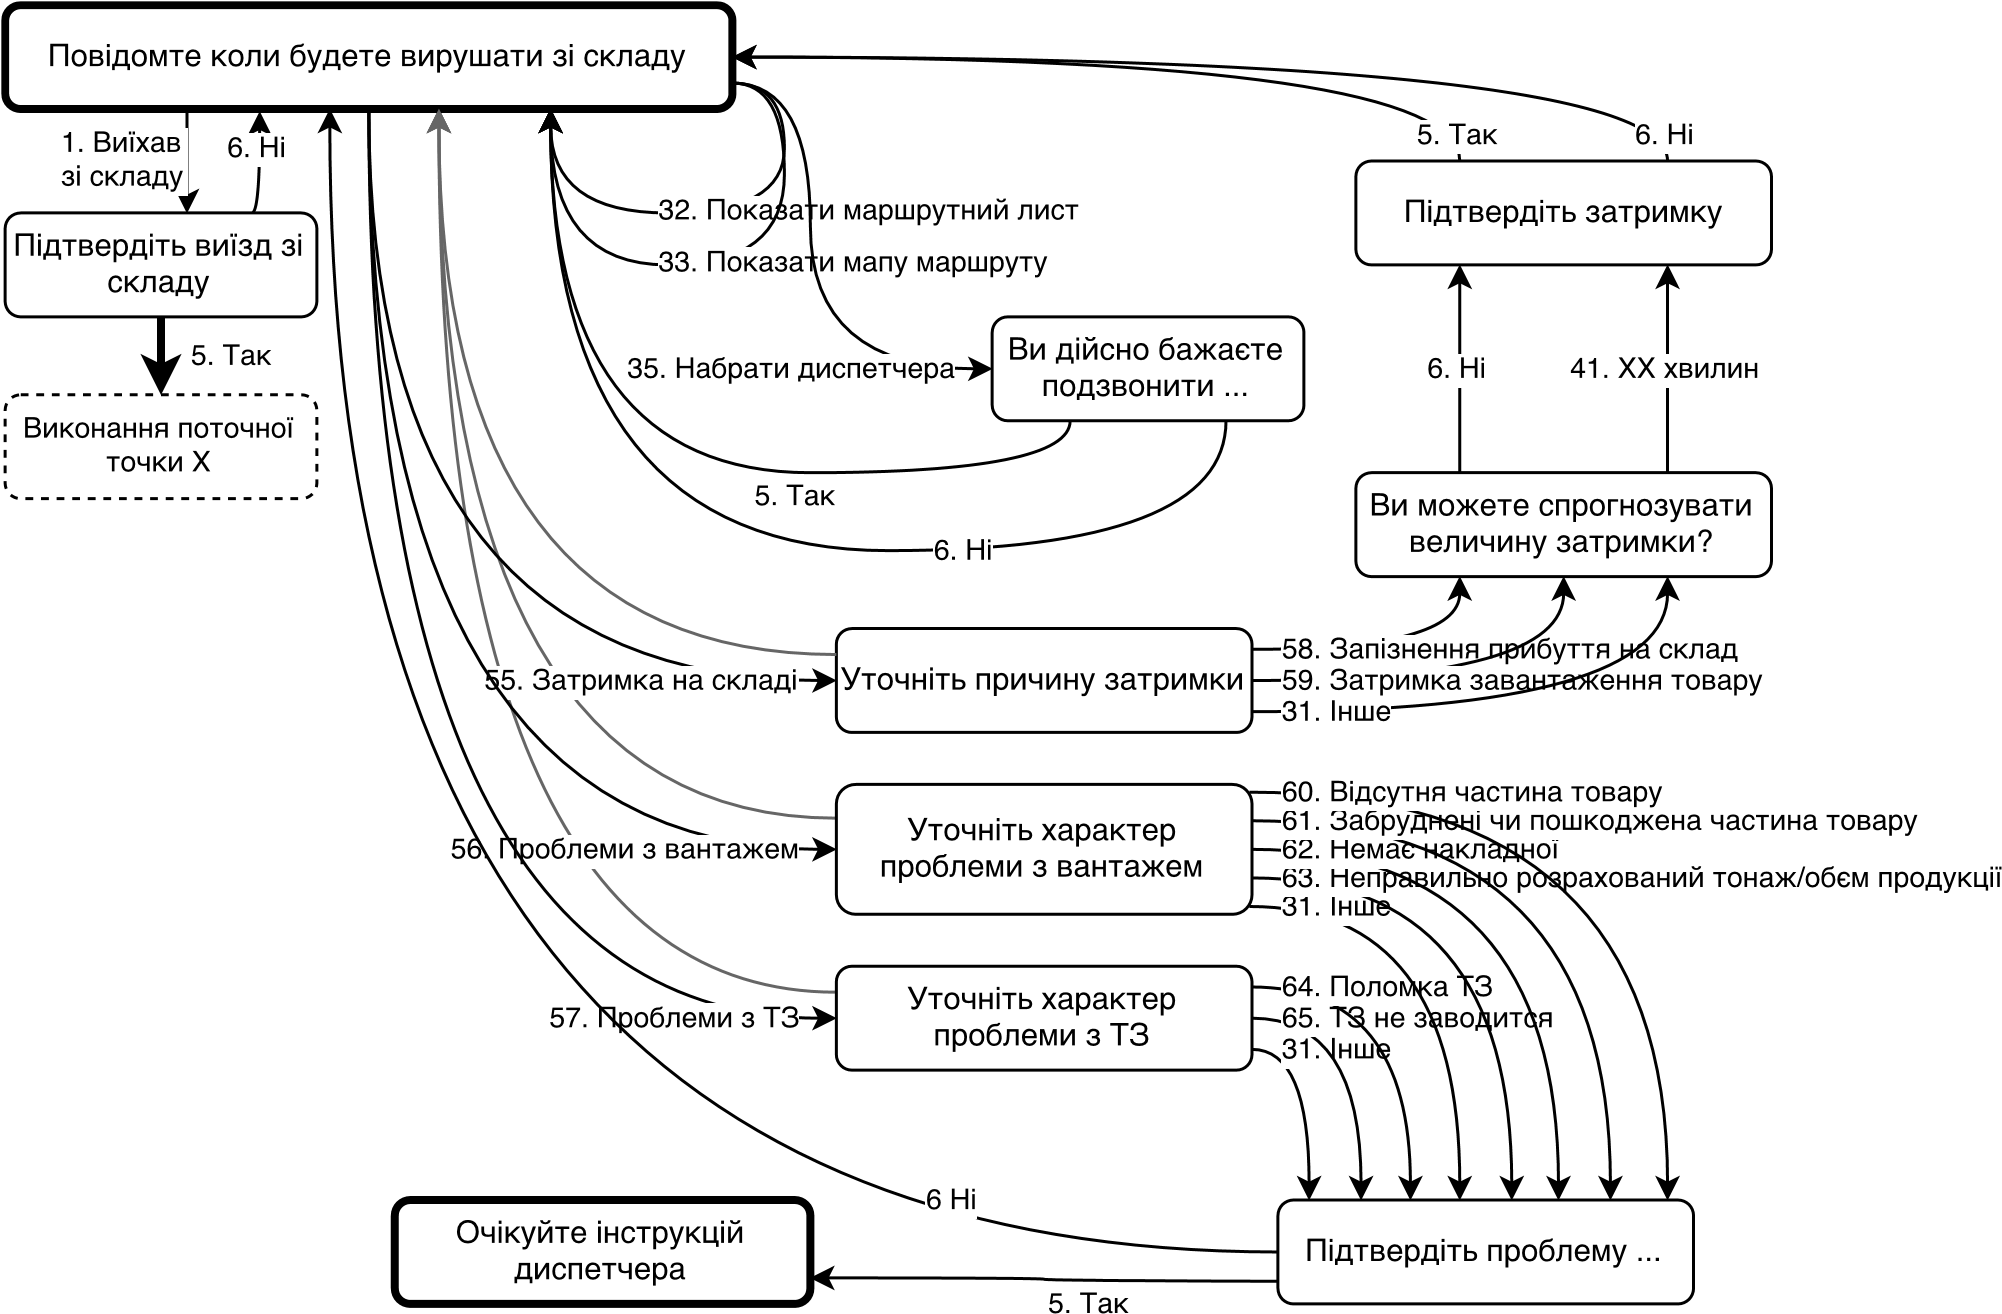 Повідомте коли будете вирушати зі складу
1. Виїхав
зі складу
6. Ні
5. Так
6. Ні
Підтвердіть виїзд зі
складу
32. Показати маршрутний лист
33. Показати мапу маршруту
Підтвердіть затримку
5. Так
Виконання поточної
точки X
35. Набрати диспетчера
Ви дійсно бажаєте
подзвонити ...
6. Ні
41. XX хвилин
5. Так
6. Ні
Ви можете спрогнозувати
величину затримки?
55. Затримка на складі
Уточніть причину затримки
58. Запізнення прибуття на склад
59. Затримка завантаження товару
31. Інше
56. Проблеми з вантажем
Уточніть характер
проблеми з вантажем
60. Відсутня частина товару
61. Забруднені чи пошкоджена частина товару
62. Немає накладної
63. Неправильно розрахований тонаж/обєм продукції
31. Інше
57. Проблеми з ТЗ
Уточніть характер
проблеми з ТЗ
64. Поломка ТЗ
65. ТЗ не заводится
31. Інше
6 Ні
Очікуйте інструкцій
диспетчера
5. Так
Підтвердіть проблему ...